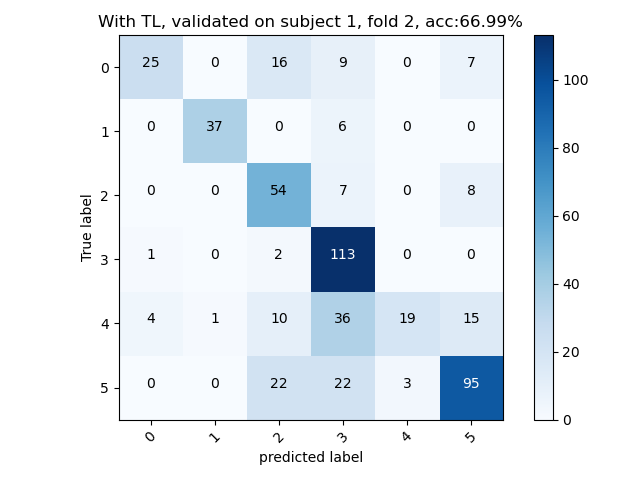 With TL, validated on subject 1, fold 2, acc:66.99%
0 25 0 16 9 0 7
1 0 37 0 6 0 0
2 0 0 54 7 0 8
3 1 0 2 113 0 0
4 4 1 10 36 19 15
5 0 0 22 22 3 95
0 1 2 3 4 5
True label
predicted label
100
80
60
40
20
0